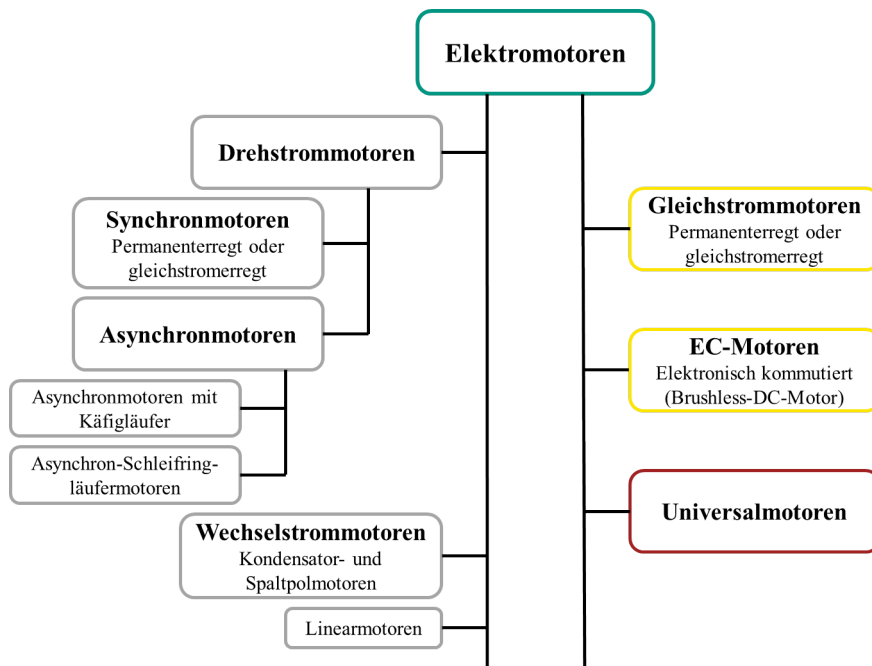 Elektromotoren
Drehstrommotoren
Synchronmotoren
Permanenterregt oder
gleichstromerregt
Asynchronmotoren
Asynchronmotoren mit
Käfigläufer
Asynchron-Schleifring-
läufermotoren
Wechselstrommotoren
Kondensator- und
Spaltpolmotoren
Linearmotoren
Gleichstrommotoren
Permanenterregt oder
gleichstromerregt
EC-Motoren
Elektronisch kommutiert
(Brushless-DC-Motor)
Universalmotoren